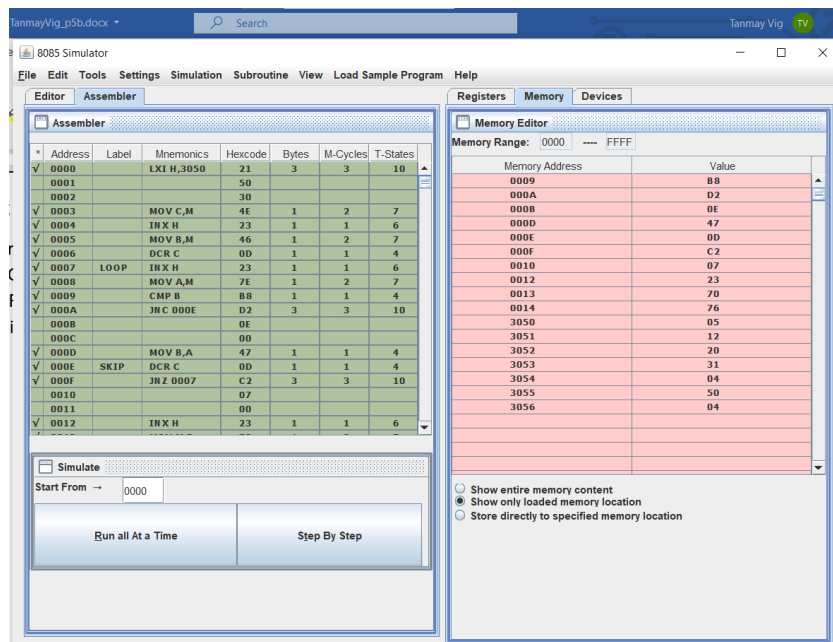 TanmayVig_p5b.docx
Search
Tanmay Vig TV
8085 Simulator
File Edit Tools Settings Simulation Subroutine View Load Sample Program Help
Editor Assembler
Registers Memory Devices
Assembler
Memory Editor
Memory Range: 0000 ---- FFFF
* Address Label Mnemonics Hexcode Bytes M-Cycles T-States
√ 0000 LXI H,3050 21 3 3 10
0001 50
0002 30
√ 0003 MOV C,M 4E 1 2 7
√ 0004 INX H 23 1 1 6
√ 0005 MOV B,M 46 1 2 7
√ 0006 DCR C 0D 1 1 4
√ 0007 LOOP INX H 23 1 1 6
√ 0008 MOV A,M 7E 1 2 7
√ 0009 CMP B B8 1 1 4
√ 000A JNC 000E D2 3 3 10
000B 0E
000C 00
√ 000D MOV B,A 47 1 1 4
√ 000E SKIP DCR C 0D 1 1 4
√ 000F JNZ 0007 C2 3 3 10
0010 07
0011 00
√ 0012 INX H 23 1 1 6
Memory Address Value
0009 B8
000A D2
000B 0E
000D 47
000E 0D
000F C2
0010 07
0012 23
0013 70
0014 76
3050 05
3051 12
3052 20
3053 31
3054 04
3055 50
3056 04
Simulate
Start From → 0000
Run all At a Time
Step By Step
Show entire memory content
Show only loaded memory location
Store directly to specified memory location